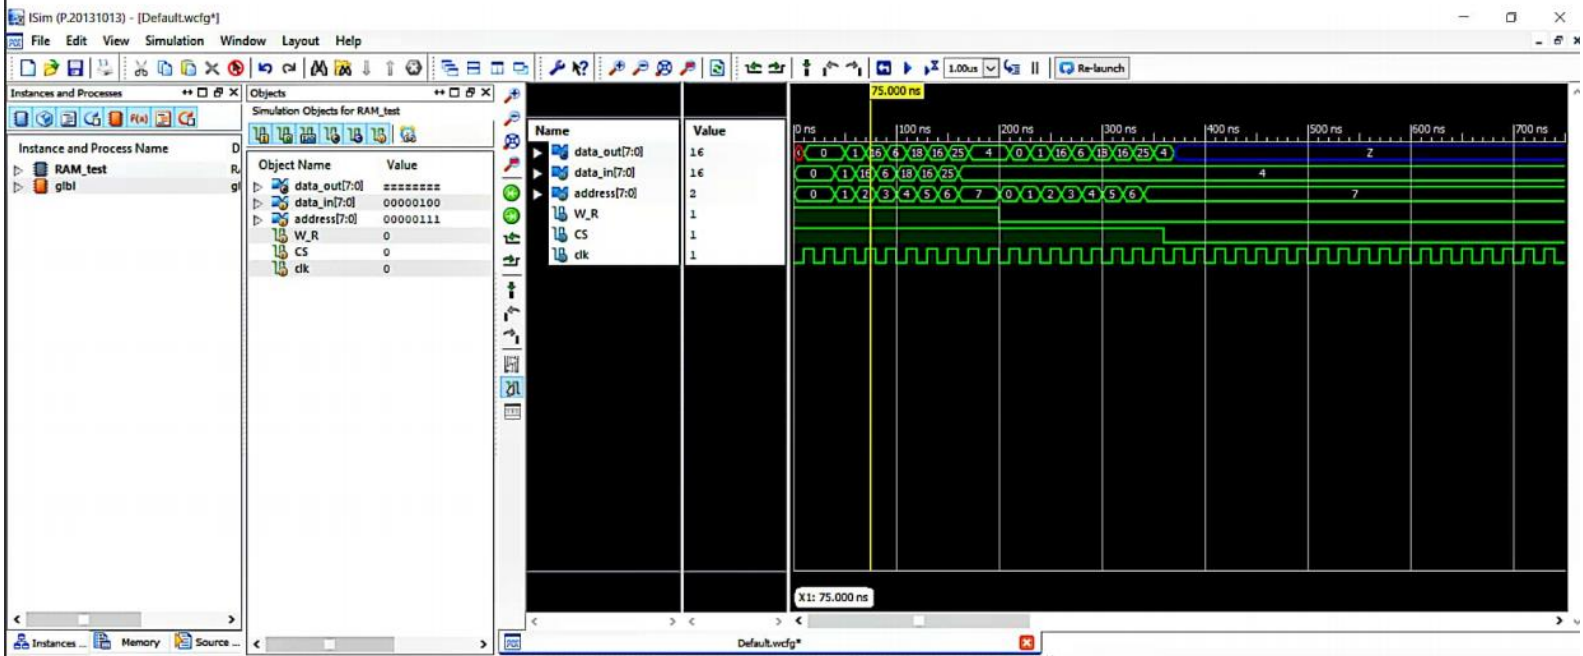 ISim (P.20131013) - [Default.wcfg*]
File Edit View Simulation Window Layout Help
1.00us Re-launch
Instances and Processes
Instance and Process Name D
RAM_test R
glbl gl
Instances ... Memory Source ...
Objects
Simulation Objects for RAM_test
Object Name Value
data_out[7:0] zzzzzzzz
data_in[7:0] 00000100
address[7:0] 00000111
W_R 0
CS 0
clk 0
Name Value
data_out[7:0] 16
data_in[7:0] 16
address[7:0] 2
W_R 1
CS 1
clk 1
75.000 ns
0 ns 100 ns 200 ns 300 ns 400 ns 500 ns 600 ns 700 ns
0 1 16 6 18 16 25 4 0 1 16 6 18 16 25 4 Z
0 1 16 6 18 16 25 4
0 1 2 3 4 5 6 7 0 1 2 3 4 5 6 7
X1: 75.000 ns
Default.wcfg*